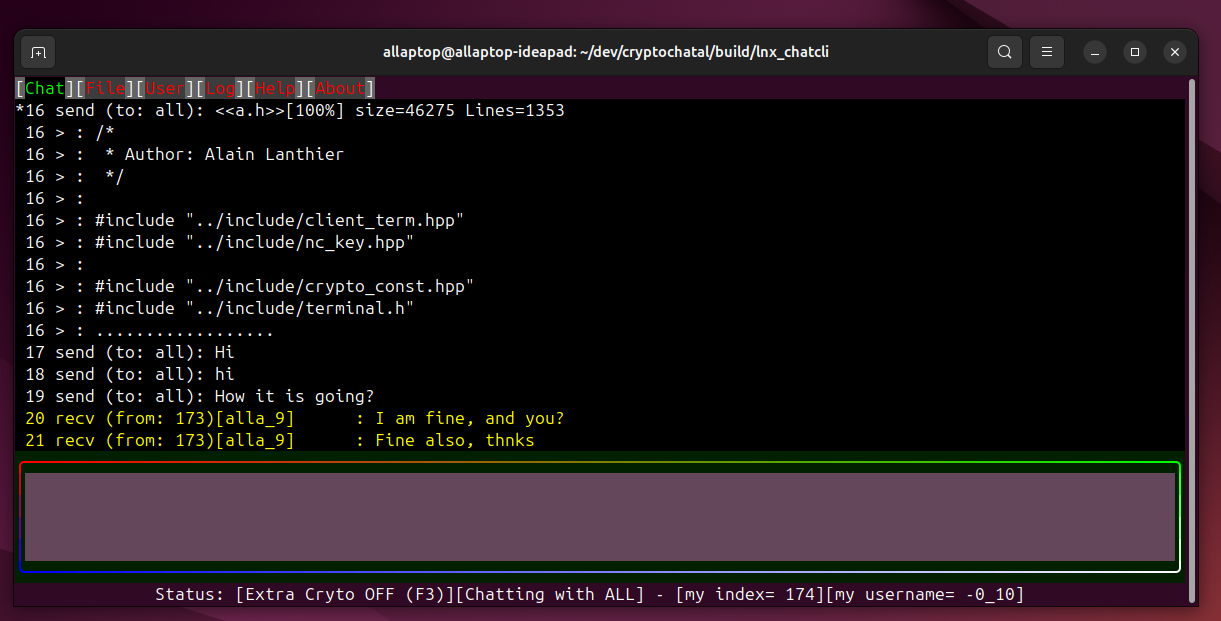 allaptop@allaptop-ideapad: ~/dev/cryptochatal/build/lnx_chatcli
[Chat][File][User][Log][Help][About]
*16 send (to: all): <<a.h>>[100%] size=46275 Lines=1353
16 > : /*
16 > :  * Author: Alain Lanthier
16 > :  */
16 > :
16 > : #include "../include/client_term.hpp"
16 > : #include "../include/nc_key.hpp"
16 > :
16 > : #include "../include/crypto_const.hpp"
16 > : #include "../include/terminal.h"
16 > : ..................
17 send (to: all): Hi
18 send (to: all): hi
19 send (to: all): How it is going?
20 recv (from: 173)[alla_9]      : I am fine, and you?
21 recv (from: 173)[alla_9]      : Fine also, thnks
Status: [Extra Cryto OFF (F3)][Chatting with ALL] - [my index= 174][my username= -0_10]